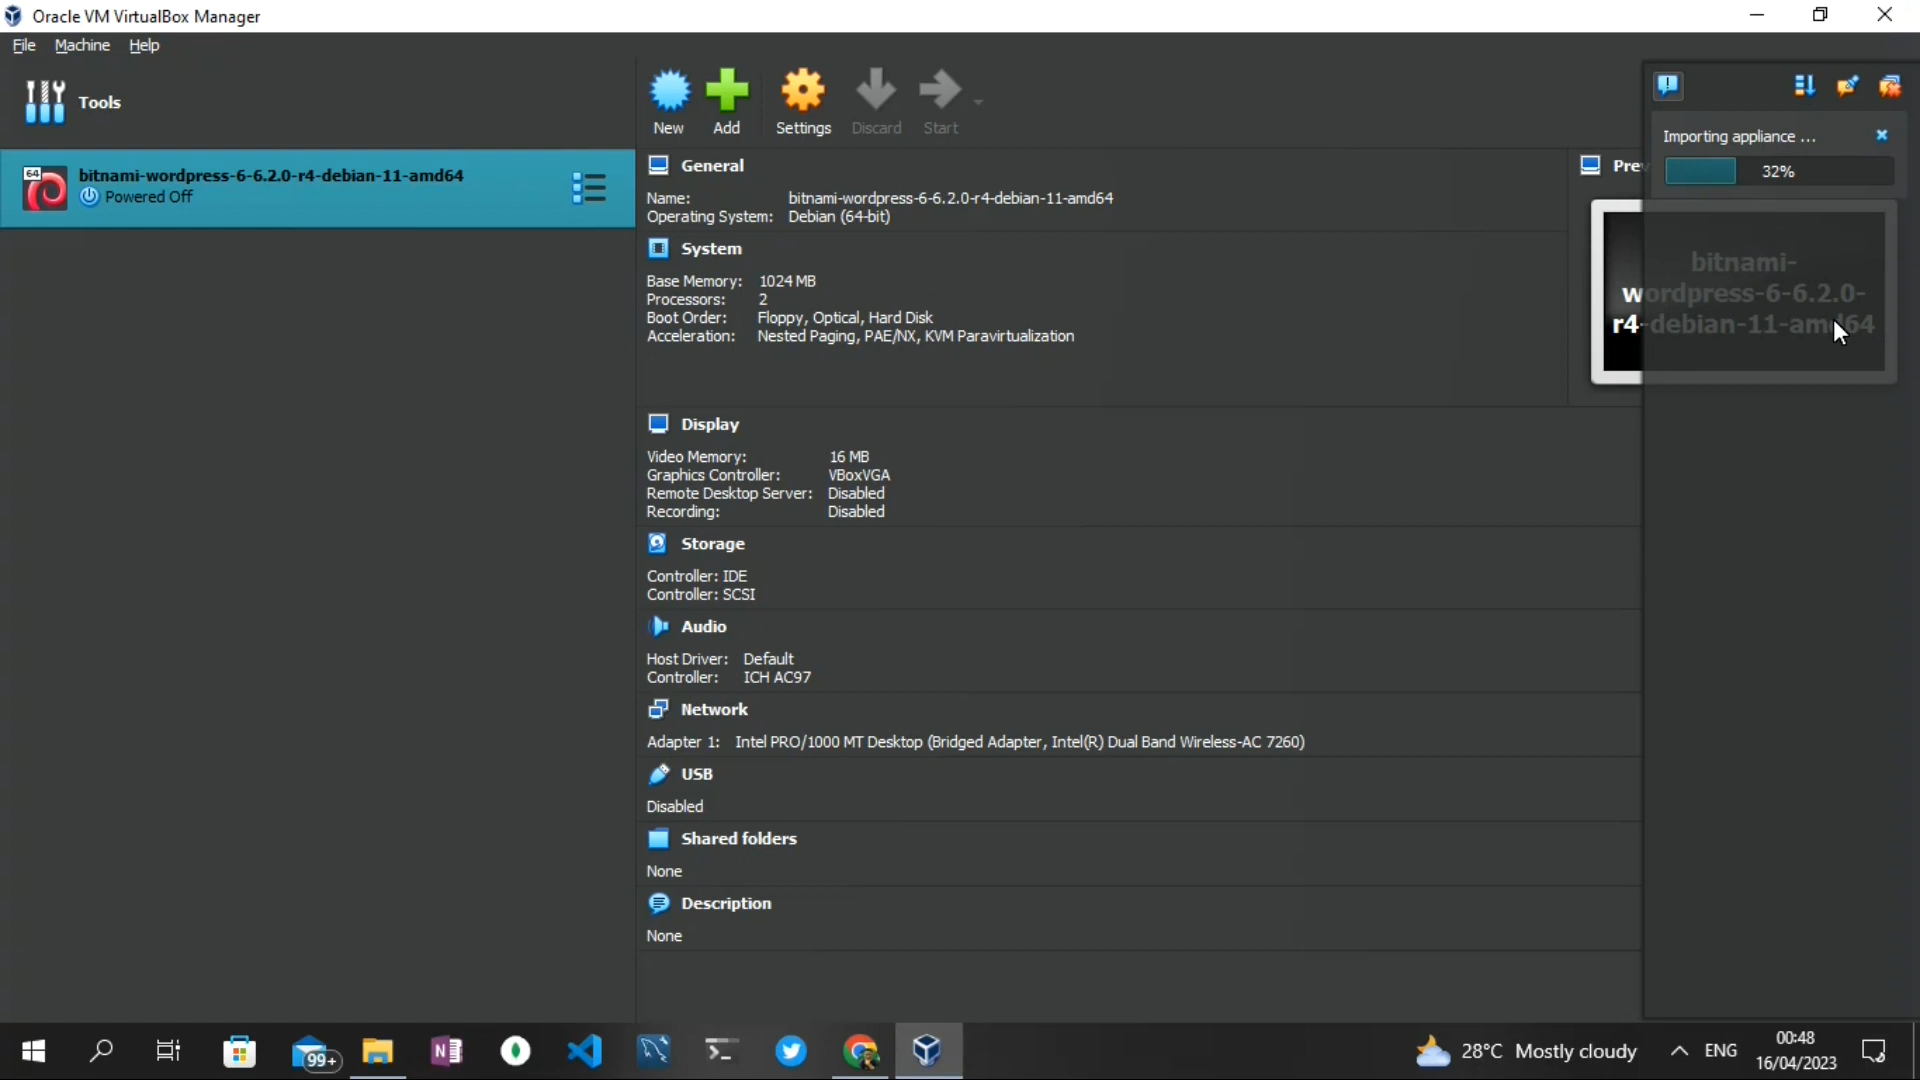 Oracle VM VirtualBox Manager
File Machine Help
Tools
New Add Settings Discard Start
Importing appliance ...
32%
64
bitnami-wordpress-6-6.2.0-r4-debian-11-amd64
Powered Off
General
Name: bitnami-wordpress-6-6.2.0-r4-debian-11-amd64
Operating System: Debian (64-bit)
System
Base Memory: 1024 MB
Processors: 2
Boot Order: Floppy, Optical, Hard Disk
Acceleration: Nested Paging, PAE/NX, KVM Paravirtualization
Prev
bitnami-
wordpress-6-6.2.0-
r4-debian-11-amd64
Display
Video Memory: 16 MB
Graphics Controller: VBoxVGA
Remote Desktop Server: Disabled
Recording: Disabled
Storage
Controller: IDE
Controller: SCSI
Audio
Host Driver: Default
Controller: ICH AC97
Network
Adapter 1: Intel PRO/1000 MT Desktop (Bridged Adapter, Intel(R) Dual Band Wireless-AC 7260)
USB
Disabled
Shared folders
None
Description
None
99+
N
28°C Mostly cloudy
ENG
00:48
16/04/2023